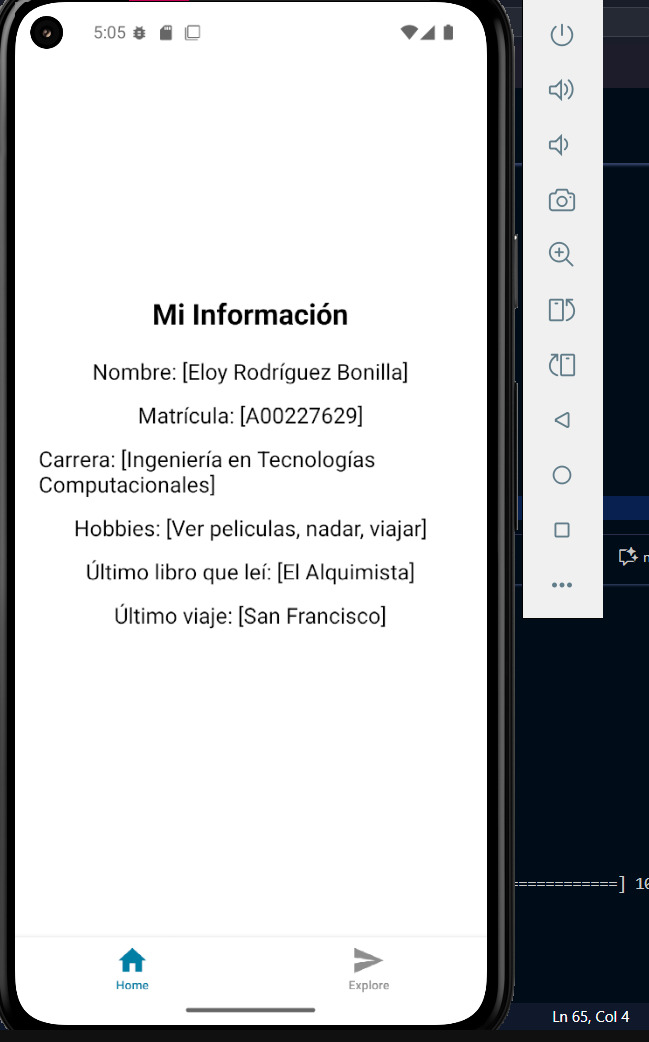 5:05
Mi Información
Nombre: [Eloy Rodríguez Bonilla]
Matrícula: [A00227629]
Carrera: [Ingeniería en Tecnologías
Computacionales]
Hobbies: [Ver peliculas, nadar, viajar]
Último libro que leí: [El Alquimista]
Último viaje: [San Francisco]
============] 10
Home
Explore
Ln 65, Col 4